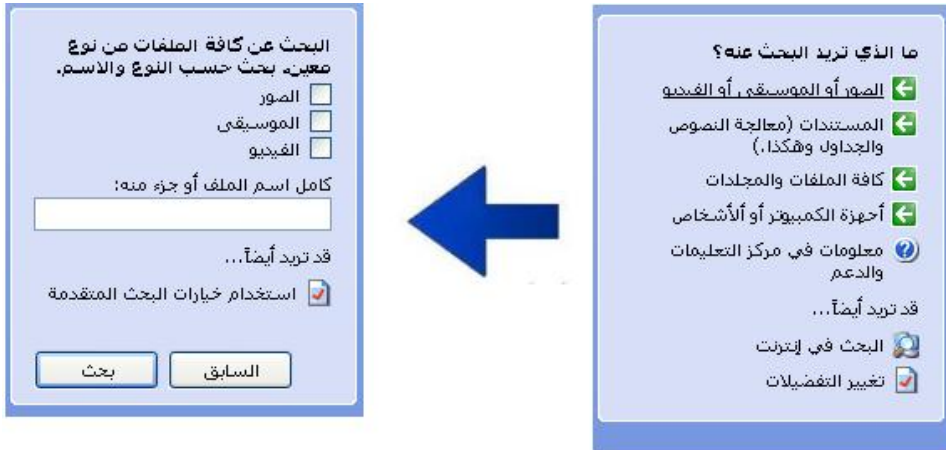 ما الذي تريد البحث عنه؟
الصور أو الموسيقى أو الفيديو
المستندات (معالجة النصوص
والجداول وهكذا.)
كافة الملفات والمجلدات
أجهزة الكمبيوتر أو ألأشخاص
معلومات في مركز التعليمات
والدعم
قد تريد أيضاً...
البحث في إنترنت
تغيير التفضيلات
البحث عن كافة الملفات من نوع
معين. بحث حسب النوع والاسم.
الصور
الموسيقى
الفيديو
كامل اسم الملف أو جزء منه:
قد تريد أيضاً...
استخدام خيارات البحث المتقدمة
السابق
بحث